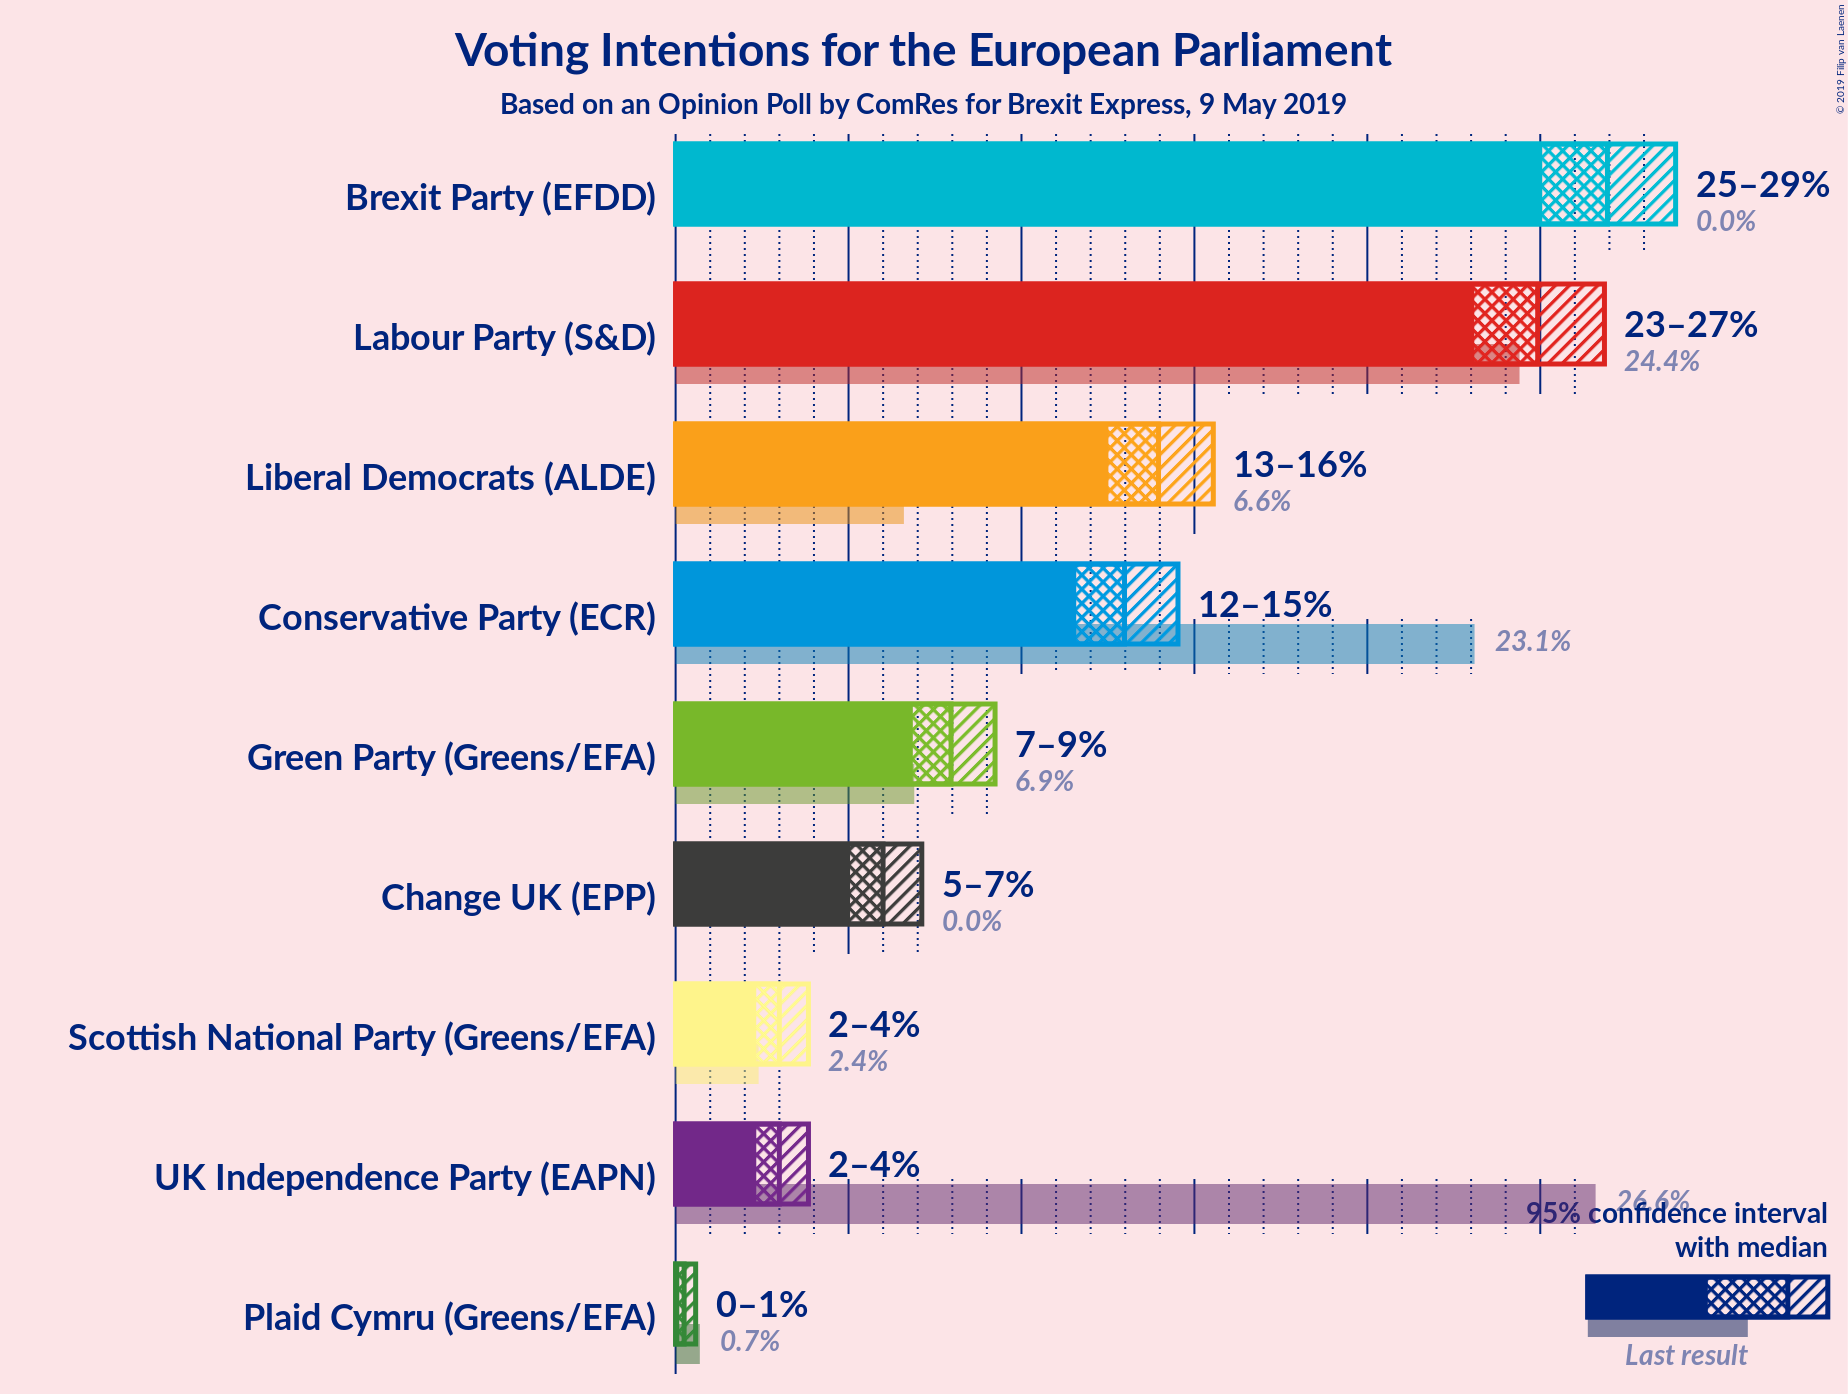 Voting Intentions for the European Parliament
Based on an Opinion Poll by ComRes for Brexit Express, 9 May 2019
© 2019 Filip van Laenen
Brexit Party (EFDD)
25–29%
0.0%
Labour Party (S&D)
23–27%
24.4%
Liberal Democrats (ALDE)
13–16%
6.6%
Conservative Party (ECR)
12–15%
23.1%
Green Party (Greens/EFA)
7–9%
6.9%
Change UK (EPP)
5–7%
0.0%
Scottish National Party (Greens/EFA)
2–4%
2.4%
UK Independence Party (EAPN)
2–4%
26.6%
Plaid Cymru (Greens/EFA)
0–1%
0.7%
95% confidence interval
with median
Last result